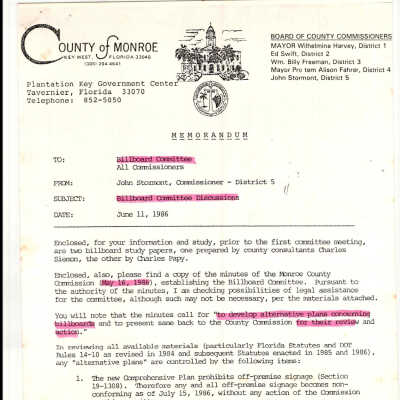 COUNTY of MONROE
KEY WEST, FLORIDA 33040
(305) 294-4641
BOARD OF COUNTY COMMISSIONERS
MAYOR Wilhelmina Harvey, District 1
Ed Swift, District 2
Wm. Billy Freeman, District 3
Mayor Pro tem Alison Fahrer, District 4
John Stormont, District 5
Plantation Key Government Center
Tavernier, Florida 33070
Telephone: 852-5050
MEMORANDUM
TO: Billboard Committee
All Commissioners
FROM: John Stormont, Commissioner - District 5
SUBJECT: Billboard Committee Discussions
DATE: June 11, 1986
Enclosed, for your information and study, prior to the first committee meeting,
are two billboard study papers, one prepared by county consultants Charles
Siemon, the other by Charles Papy.
Enclosed, also, please find a copy of the minutes of the Monroe County
Commission (May 16, 1986), establishing the Billboard Committee. Pursuant to
the authority of the minutes, I am checking possibilities of legal assistance
for the committee, although such may not be necessary, per the materials attached.
You will note that the minutes call for "to develop alternative plans concerning
billboards and to present same back to the County Commission for their review and
action."
In reviewing all available materials (particularly Florida Statutes and DOT
Rules 14-10 as revised in 1984 and subsequent Statutes enacted in 1985 and 1986),
any "alternative plans" are controlled by the following items:
1. The new Comprehensive Plan prohibits off-premise signage (Section
19-1308). Therefore any and all off-premise signage becomes non-
conforming as of July 15, 1986, without any action of the Commission